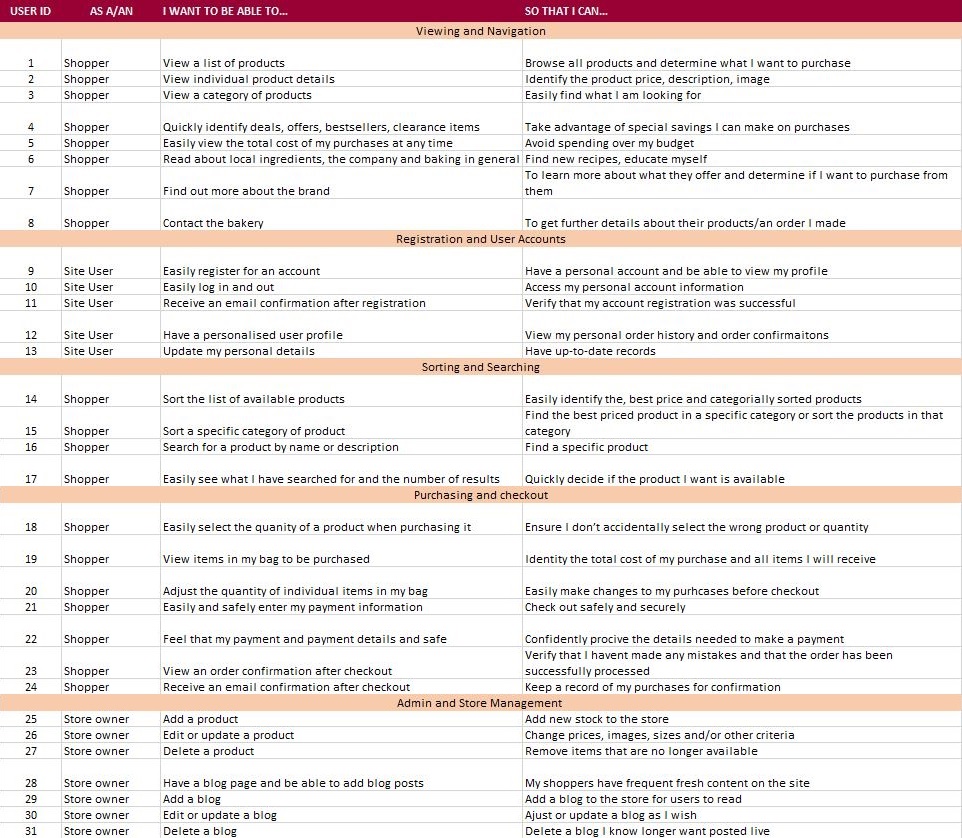 USER ID AS A/AN I WANT TO BE ABLE TO... SO THAT I CAN...
Viewing and Navigation
1 Shopper View a list of products Browse all products and determine what I want to purchase
2 Shopper View individual product details Identify the product price, description, image
3 Shopper View a category of products Easily find what I am looking for
4 Shopper Quickly identify deals, offers, bestsellers, clearance items Take advantage of special savings I can make on purchases
5 Shopper Easily view the total cost of my purchases at any time Avoid spending over my budget
6 Shopper Read about local ingredients, the company and baking in general Find new recipes, educate myself
To learn more about what they offer and determine if I want to purchase from
7 Shopper Find out more about the brand them
8 Shopper Contact the bakery To get further details about their products/an order I made
Registration and User Accounts
9 Site User Easily register for an account Have a personal account and be able to view my profile
10 Site User Easily log in and out Access my personal account information
11 Site User Receive an email confirmation after registration Verify that my account registration was successful
12 Site User Have a personalised user profile View my personal order history and order confirmaitons
13 Site User Update my personal details Have up-to-date records
Sorting and Searching
14 Shopper Sort the list of available products Easily identify the, best price and categorially sorted products
Find the best priced product in a specific category or sort the products in that
15 Shopper Sort a specific category of product category
16 Shopper Search for a product by name or description Find a specific product
17 Shopper Easily see what I have searched for and the number of results Quickly decide if the product I want is available
Purchasing and checkout
18 Shopper Easily select the quanity of a product when purchasing it Ensure I don't accidentally select the wrong product or quantity
19 Shopper View items in my bag to be purchased Identity the total cost of my purchase and all items I will receive
20 Shopper Adjust the quantity of individual items in my bag Easily make changes to my purhcases before checkout
21 Shopper Easily and safely enter my payment information Check out safely and securely
22 Shopper Feel that my payment and payment details and safe Confidently procive the details needed to make a payment
Verify that I havent made any mistakes and that the order has been
23 Shopper View an order confirmation after checkout successfully processed
24 Shopper Receive an email confirmation after checkout Keep a record of my purchases for confirmation
Admin and Store Management
25 Store owner Add a product Add new stock to the store
26 Store owner Edit or update a product Change prices, images, sizes and/or other criteria
27 Store owner Delete a product Remove items that are no longer available
28 Store owner Have a blog page and be able to add blog posts My shoppers have frequent fresh content on the site
29 Store owner Add a blog Add a blog to the store for users to read
30 Store owner Edit or update a blog Ajust or update a blog as I wish
31 Store owner Delete a blog Delete a blog I know longer want posted live